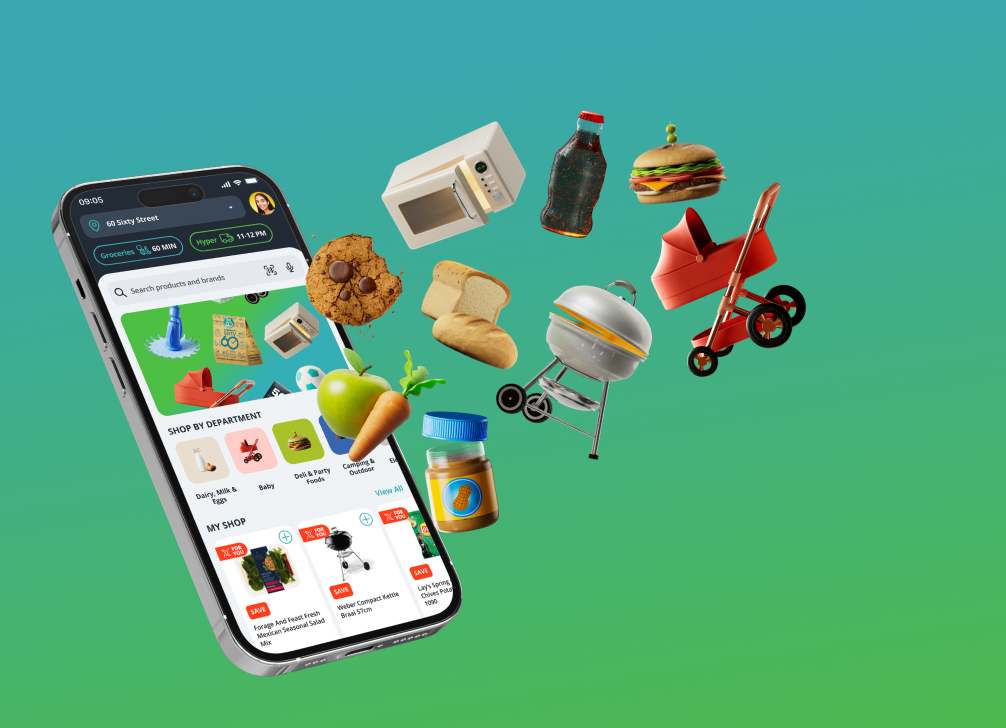 09:05
60 Sixty Street
Groceries 60 MIN
Hyper 11-12 PM
Search products and brands
60
SHOP BY DEPARTMENT
Dairy, Milk &
Eggs
Baby
Deli & Party
Foods
Camping &
Outdoor
View All
MY SHOP
FOR
YOU
SAVE
Forage And Feast Fresh
Mexican Seasonal Salad
Mix
FOR
YOU
SAVE
Weber Compact Kettle
Braai 57cm
FOR
YOU
SAVE
Lay's Spring
Chives Pota
1090